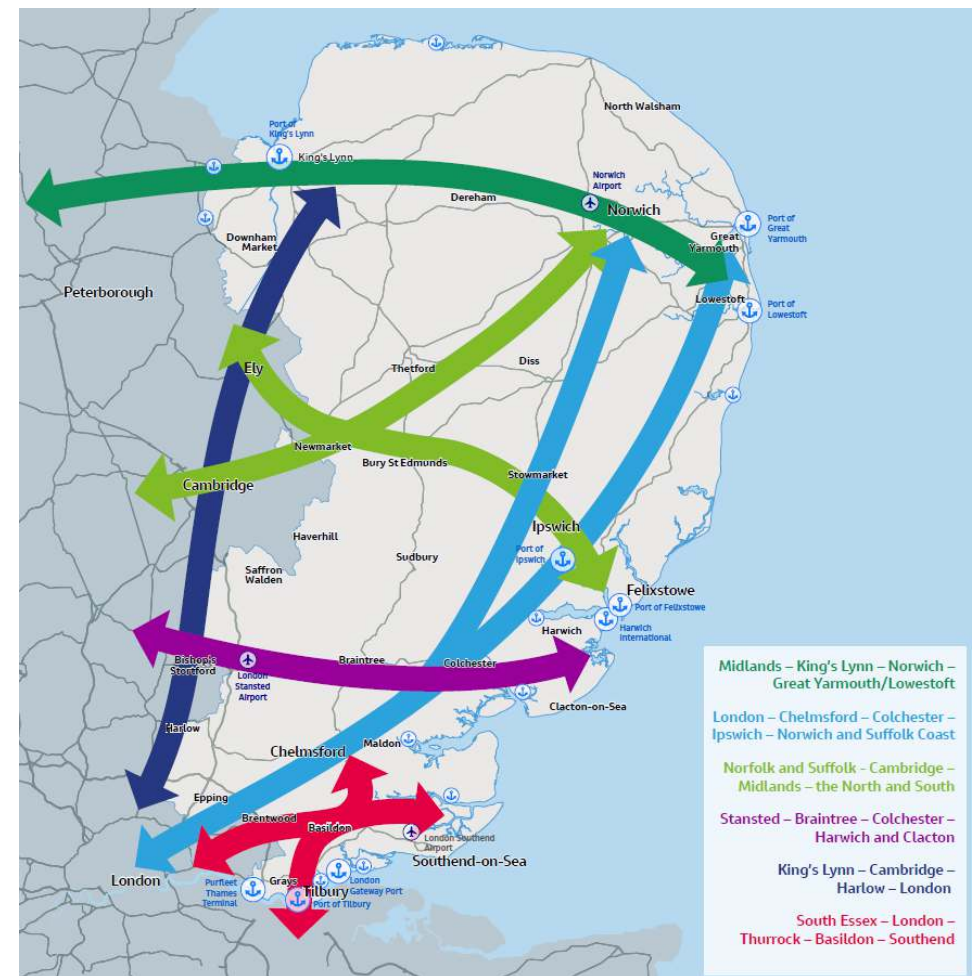 North Walsham
Port of
King's Lynn
King's Lynn
Norwich
Airport
Dereham
Norwich
Port of
Great
Yarmouth
Great
Yarmouth
Downham
Market
Peterborough
Lowestoft
Port of
Lowestoft
Diss
Ely
Thetford
Newmarket
Bury St Edmunds
Stowmarket
Cambridge
Ipswich
Port of
Ipswich
Haverhill
Sudbury
Saffron
Walden
Felixstowe
Port of Felixstowe
Harwich
Harwich
International
Bishop's
Stortford
Braintree
Colchester
London
Stansted
Airport
Clacton-on-Sea
Harlow
Chelmsford
Maldon
Epping
Brentwood
Basildon
London Southend
Airport
Southend-on-Sea
London
Purfleet
Thames
Terminal
Grays
Tilbury
Port of Tilbury
London
Gateway Port
Midlands – King's Lynn – Norwich –
Great Yarmouth/Lowestoft
London – Chelmsford – Colchester –
Ipswich – Norwich and Suffolk Coast
Norfolk and Suffolk - Cambridge –
Midlands – the North and South
Stansted – Braintree – Colchester –
Harwich and Clacton
King's Lynn – Cambridge –
Harlow – London
South Essex – London –
Thurrock – Basildon – Southend